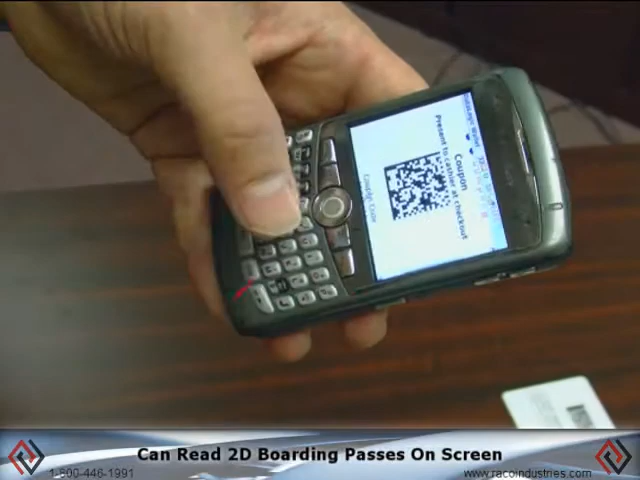 Coupon
Present to cashier at checkout
Can Read 2D Boarding Passes On Screen
1-800-446-1991
www.racoindustries.com